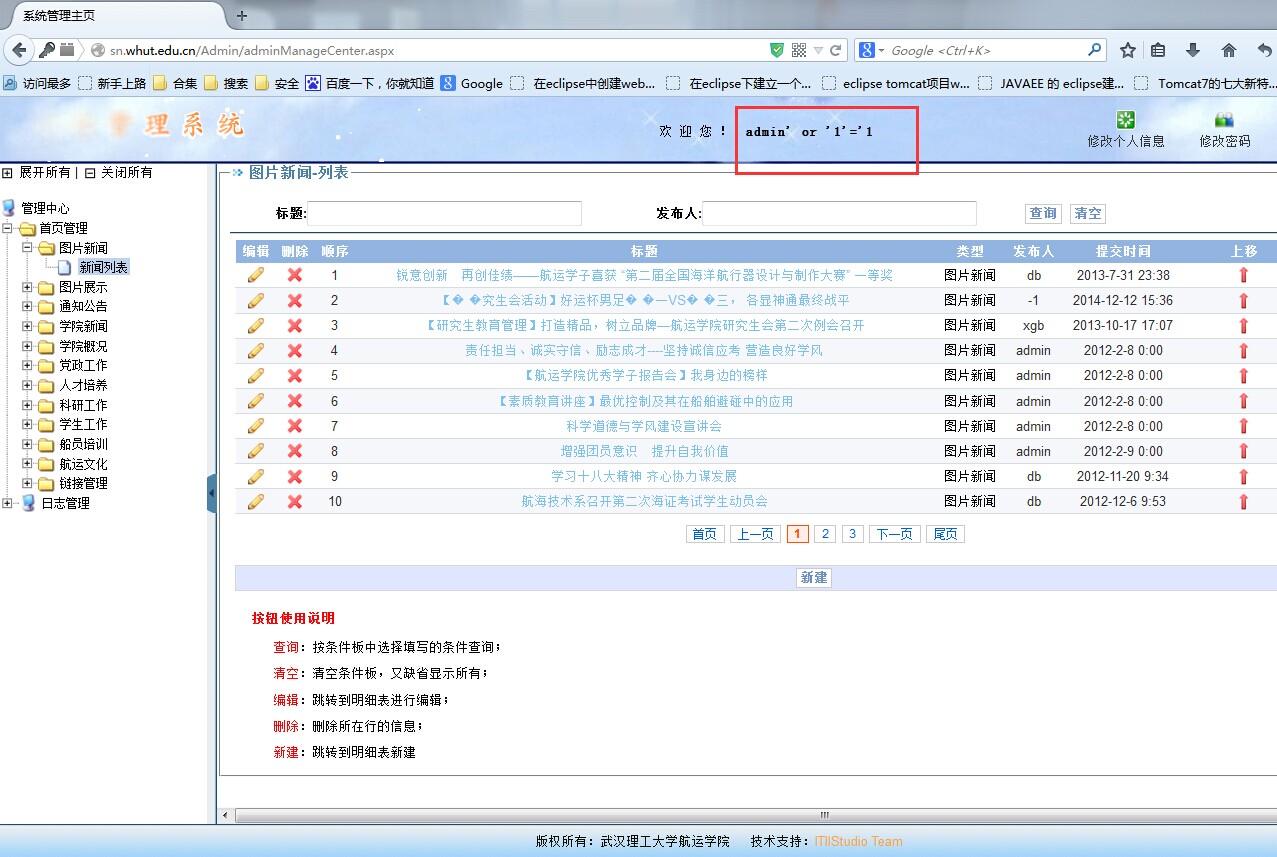 系统管理主页
sn.whut.edu.cn/Admin/adminManageCenter.aspx
Google <Ctrl+K>
访问最多 新手上路 合集 搜索 安全 百度一下，你就知道 Google 在eclipse中创建web... 在eclipse下建立一个... eclipse tomcat项目w... JAVAEE 的 eclipse建... Tomcat7的七大新特...
管理系统
欢迎您！ admin' or '1'='1
修改个人信息 修改密码
展开所有 | 关闭所有
管理中心
首页管理
图片新闻
新闻列表
图片展示
通知公告
学院新闻
学院概况
党政工作
人才培养
科研工作
学生工作
船员培训
航运文化
链接管理
日志管理
图片新闻-列表
标题: 发布人: 查询 清空
编辑 删除 顺序 标题 类型 发布人 提交时间 上移
1 锐意创新 再创佳绩——航运学子喜获 “第二届全国海洋航行器设计与制作大赛” 一等奖 图片新闻 db 2013-7-31 23:38
2 【� �究生会活动】好运杯男足� �一VS� �三， 各显神通最终战平 图片新闻 -1 2014-12-12 15:36
3 【研究生教育管理】打造精品，树立品牌—航运学院研究生会第二次例会召开 图片新闻 xgb 2013-10-17 17:07
4 责任担当、诚实守信、励志成才----坚持诚信应考 营造良好学风 图片新闻 admin 2012-2-8 0:00
5 【航运学院优秀学子报告会】我身边的榜样 图片新闻 admin 2012-2-8 0:00
6 【素质教育讲座】最优控制及其在船舶避碰中的应用 图片新闻 admin 2012-2-8 0:00
7 科学道德与学风建设宣讲会 图片新闻 admin 2012-2-8 0:00
8 增强团员意识 提升自我价值 图片新闻 admin 2012-2-9 0:00
9 学习十八大精神 齐心协力谋发展 图片新闻 db 2012-11-20 9:34
10 航海技术系召开第二次海证考试学生动员会 图片新闻 db 2012-12-6 9:53
首页 上一页 1 2 3 下一页 尾页
新建
按钮使用说明
查询：按条件板中选择填写的条件查询；
清空：清空条件板，又缺省显示所有；
编辑：跳转到明细表进行编辑；
删除：删除所在行的信息；
新建：跳转到明细表新建
版权所有：武汉理工大学航运学院 技术支持：ITIIStudio Team